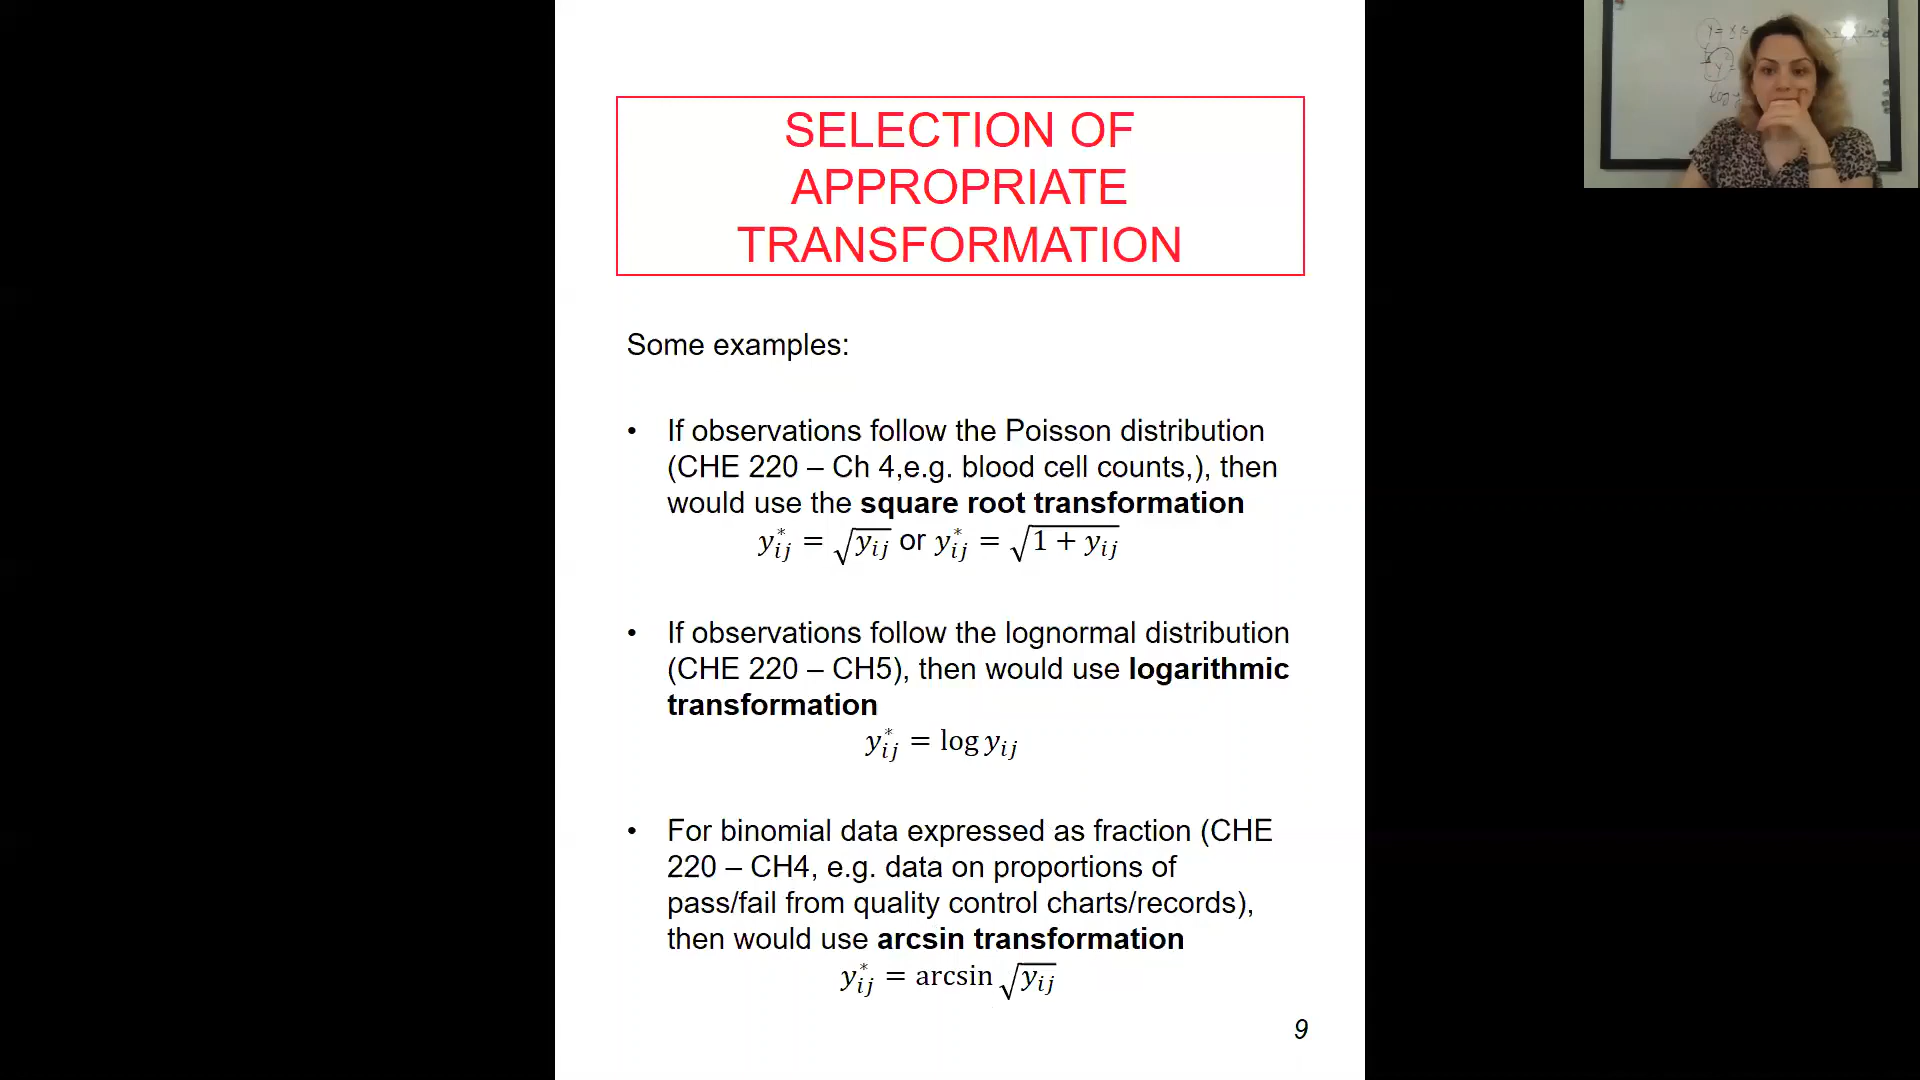 SELECTION OF
APPROPRIATE
TRANSFORMATION
Some examples:
• If observations follow the Poisson distribution
(CHE 220 – Ch 4,e.g. blood cell counts,), then
would use the square root transformation
y*ij = √yij or y*ij = √1 + yij
• If observations follow the lognormal distribution
(CHE 220 – CH5), then would use logarithmic
transformation
y*ij = log yij
• For binomial data expressed as fraction (CHE
220 – CH4, e.g. data on proportions of
pass/fail from quality control charts/records),
then would use arcsin transformation
y*ij = arcsin √yij
9